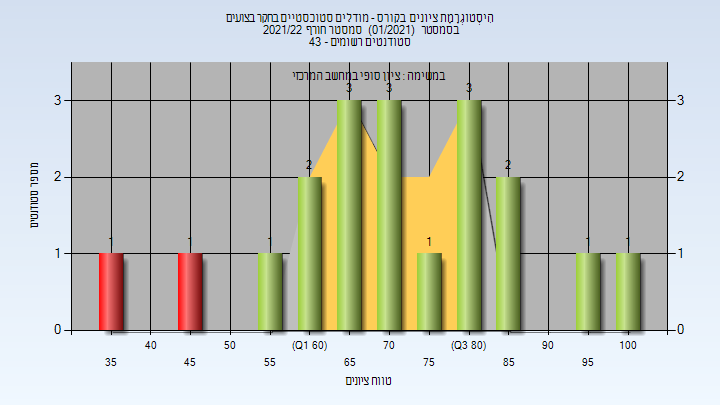 היסטוגרמת ציונים בקורס - מודלים סטוכסטיים בחקר בצועים
בסמסטר (01/2021) סמסטר חורף 2021/22
סטודנטים רשומים - 43
במשימה : ציון סופי במחשב המרכזי
3 3 3
3 3
2 2
2 2
מספר סטודנטים
1 1 1 1 1 1
1 1
0 0
40 50 (Q1 60) 70 (Q3 80) 90 100
35 45 55 65 75 85 95
טווח ציונים